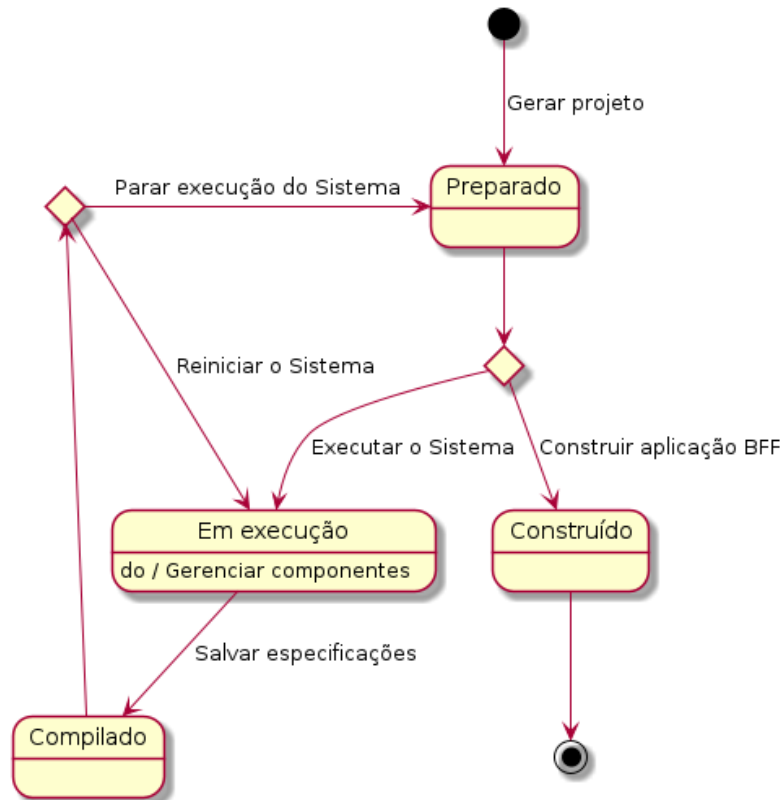 Gerar projeto
Parar execução do Sistema
Preparado
Reiniciar o Sistema
Executar o Sistema
Construir aplicação BFF
Em execução
do / Gerenciar componentes
Construído
Salvar especificações
Compilado